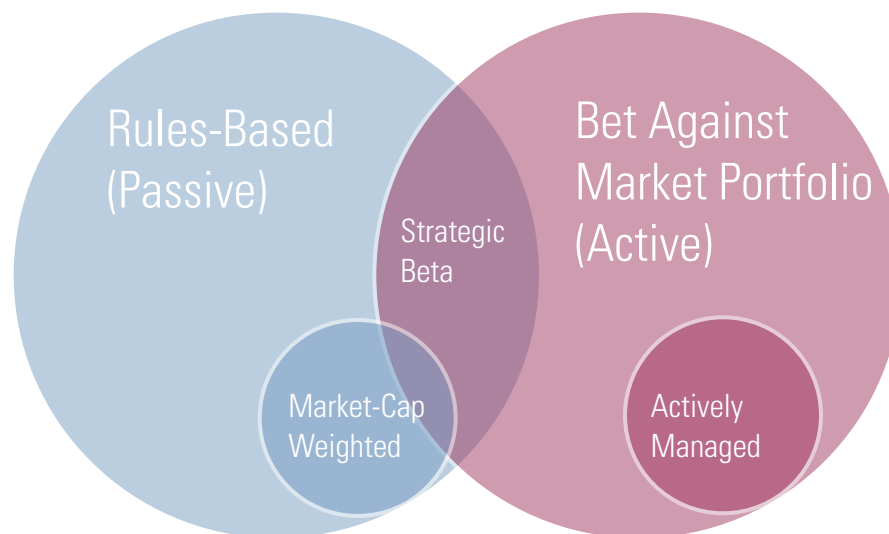 Rules-Based
(Passive)
Bet Against
Market Portfolio
(Active)
Strategic
Beta
Market-Cap
Weighted
Actively
Managed